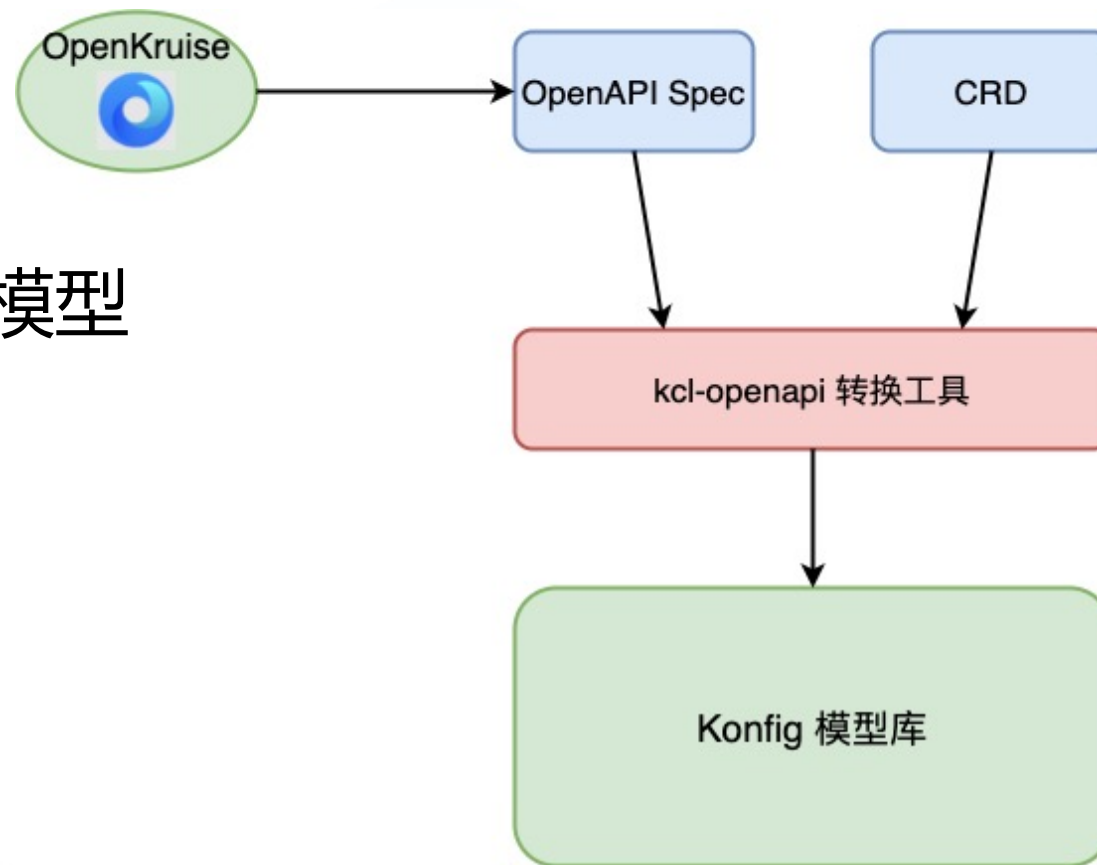 OpenKruise
OpenAPI Spec
CRD
模型
kcl-openapi 转换工具
Konfig 模型库